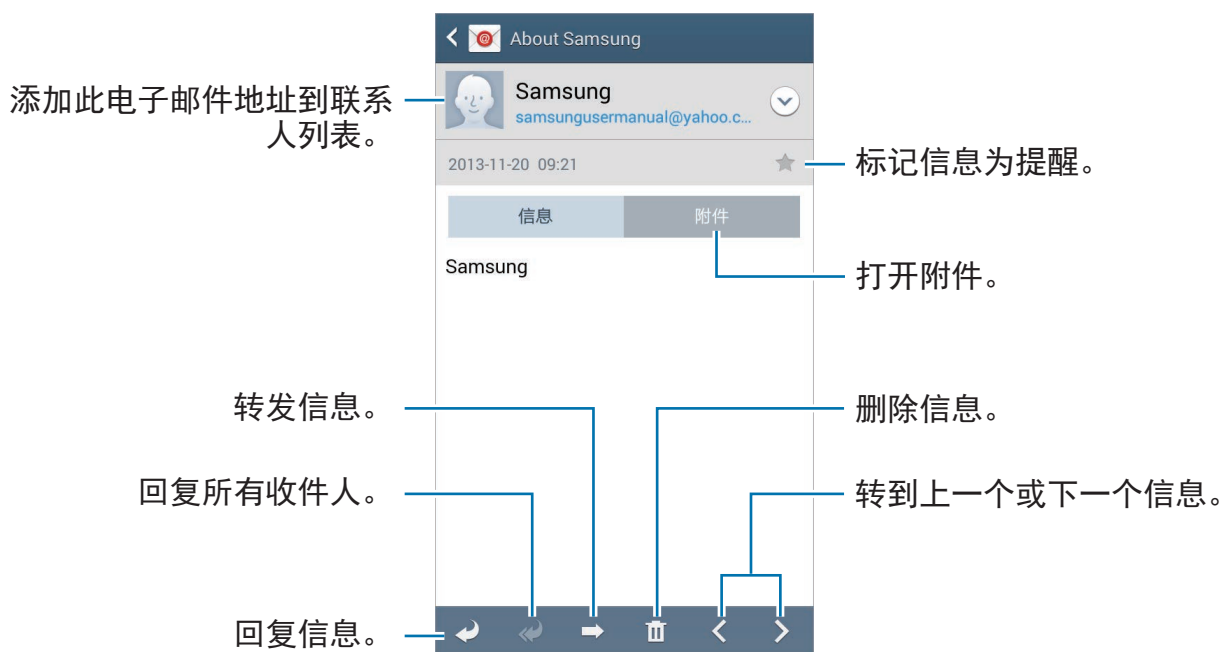 About Samsung
添加此电子邮件地址到联系
人列表。
Samsung
samsungusermanual@yahoo.c...
2013-11-20 09:21
标记信息为提醒。
信息
附件
Samsung
打开附件。
转发信息。
删除信息。
回复所有收件人。
转到上一个或下一个信息。
回复信息。